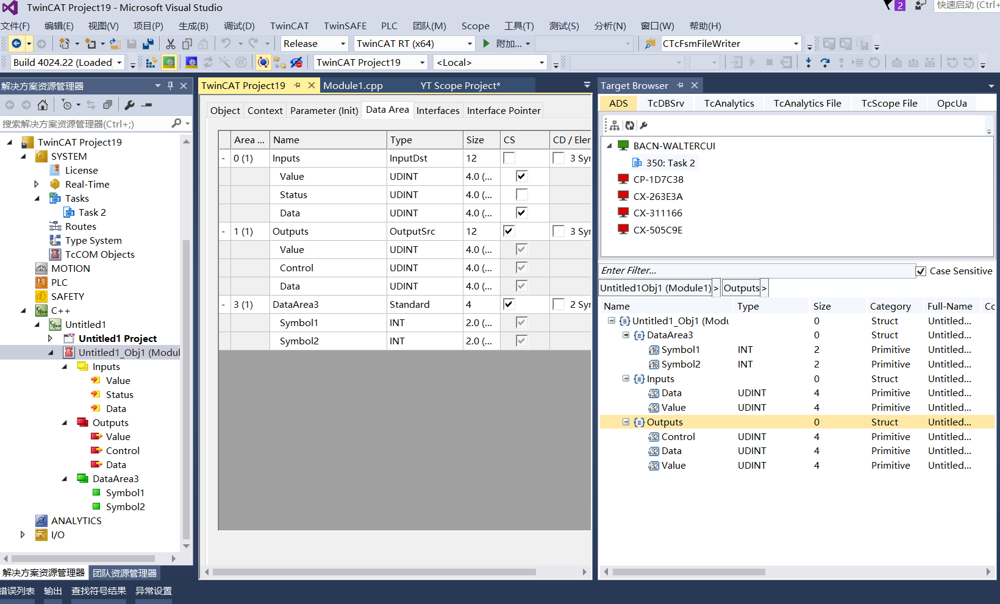 TwinCAT Project19 - Microsoft Visual Studio
2
快速启动 (Ctrl+
文件(F) 编辑(E) 视图(V) 项目(P) 生成(B) 调试(D) TwinCAT TwinSAFE PLC 团队(M) Scope 工具(T) 测试(S) 分析(N) 窗口(W) 帮助(H)
Release TwinCAT RT (x64) 附加... CTcFsmFileWriter
Build 4024.22 (Loaded) TwinCAT Project19 <Local>
解决方案资源管理器
搜索解决方案资源管理器(Ctrl+;)
TwinCAT Project19
SYSTEM
License
Real-Time
Tasks
Task 2
Routes
Type System
TcCOM Objects
MOTION
PLC
SAFETY
C++
Untitled1
Untitled1 Project
Untitled1_Obj1 (Modul
Inputs
Value
Status
Data
Outputs
Value
Control
Data
DataArea3
Symbol1
Symbol2
ANALYTICS
I/O
解决方案资源管理器 团队资源管理器
错误列表 输出 查找符号结果 异常设置
TwinCAT Project19 Module1.cpp YT Scope Project*
Object Context Parameter (Init) Data Area Interfaces Interface Pointer
Area ... Name Type Size CS CD / Eler
- 0 (1) Inputs InputDst 12 3 Syr
Value UDINT 4.0 (...
Status UDINT 4.0 (...
Data UDINT 4.0 (...
- 1 (1) Outputs OutputSrc 12 3 Syr
Value UDINT 4.0 (...
Control UDINT 4.0 (...
Data UDINT 4.0 (...
- 3 (1) DataArea3 Standard 4 2 Syr
Symbol1 INT 2.0 (...
Symbol2 INT 2.0 (...
Target Browser
ADS TcDBSrv TcAnalytics TcAnalytics File TcScope File OpcUa
BACN-WALTERCUI
350: Task 2
CP-1D7C38
CX-263E3A
CX-311166
CX-505C9E
Enter Filter... Case Sensitive
Untitled1Obj1 (Module1) > Outputs >
Name Type Size Category Full-Name Cc
Untitled1_Obj1 (Modu 0 Struct Untitled...
DataArea3 0 Struct Untitled...
Symbol1 INT 2 Primitive Untitled...
Symbol2 INT 2 Primitive Untitled...
Inputs 0 Struct Untitled...
Data UDINT 4 Primitive Untitled...
Value UDINT 4 Primitive Untitled...
Outputs 0 Struct Untitled...
Control UDINT 4 Primitive Untitled...
Data UDINT 4 Primitive Untitled...
Value UDINT 4 Primitive Untitled...